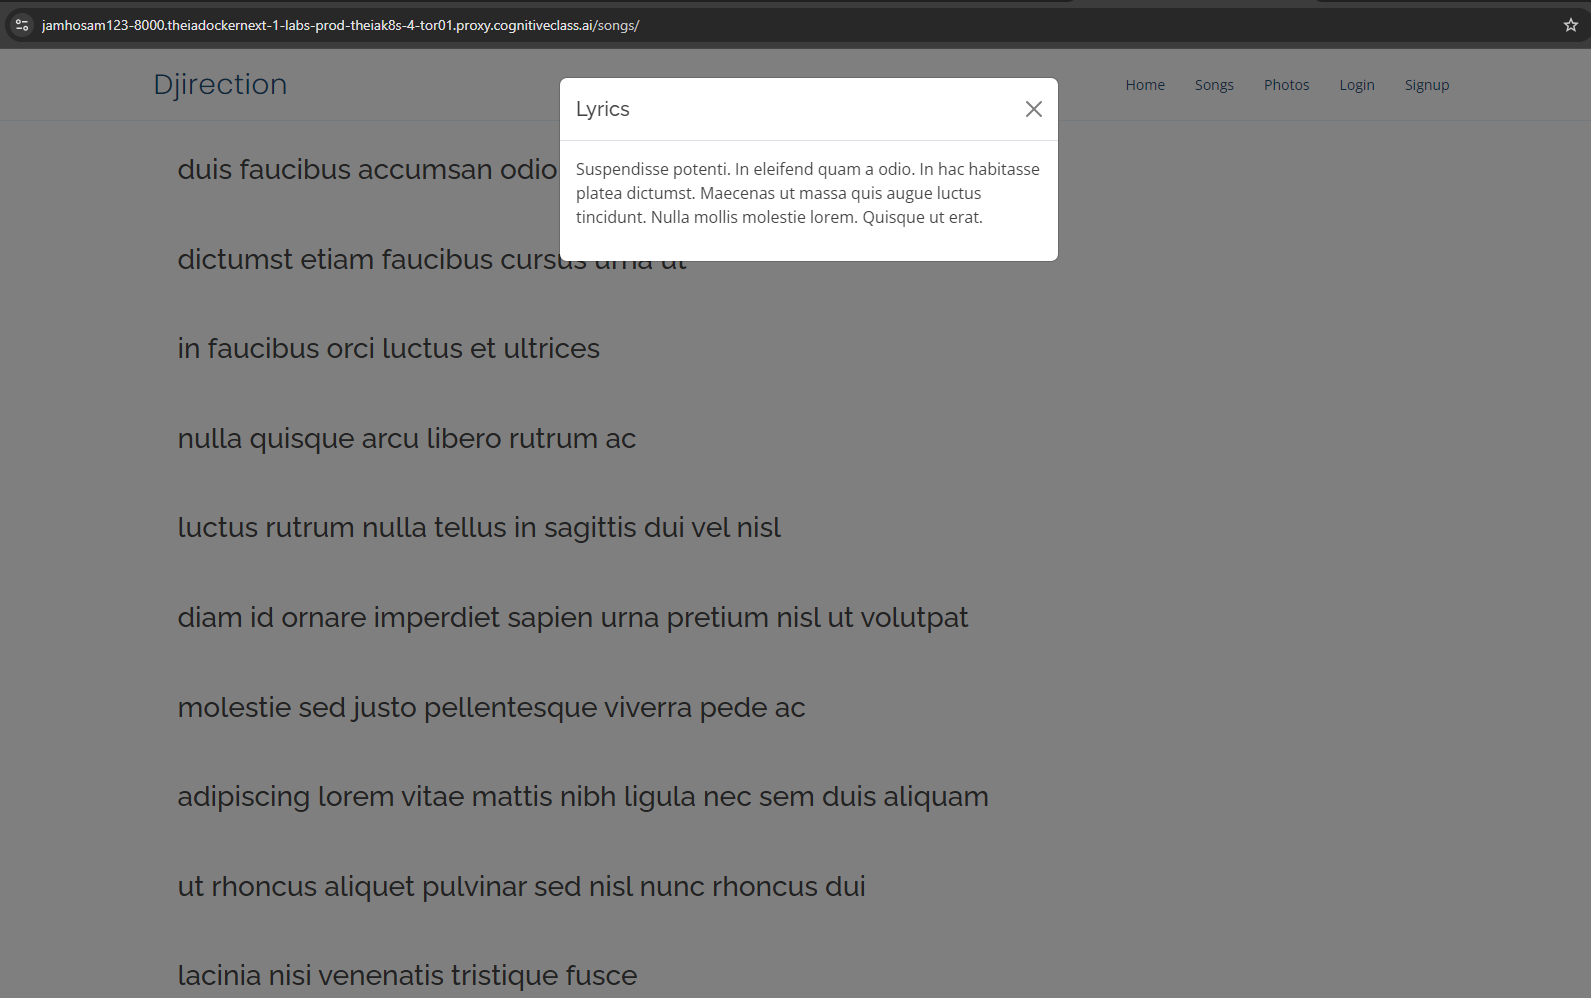 jamhosam123-8000.theiadockernext-1-labs-prod-theiak8s-4-tor01.proxy.cognitiveclass.ai/songs/
Djirection
Home Songs Photos Login Signup
Lyrics
Suspendisse potenti. In eleifend quam a odio. In hac habitasse
platea dictumst. Maecenas ut massa quis augue luctus
tincidunt. Nulla mollis molestie lorem. Quisque ut erat.
duis faucibus accumsan odio
dictumst etiam faucibus cursus urna ut
in faucibus orci luctus et ultrices
nulla quisque arcu libero rutrum ac
luctus rutrum nulla tellus in sagittis dui vel nisl
diam id ornare imperdiet sapien urna pretium nisl ut volutpat
molestie sed justo pellentesque viverra pede ac
adipiscing lorem vitae mattis nibh ligula nec sem duis aliquam
ut rhoncus aliquet pulvinar sed nisl nunc rhoncus dui
lacinia nisi venenatis tristique fusce